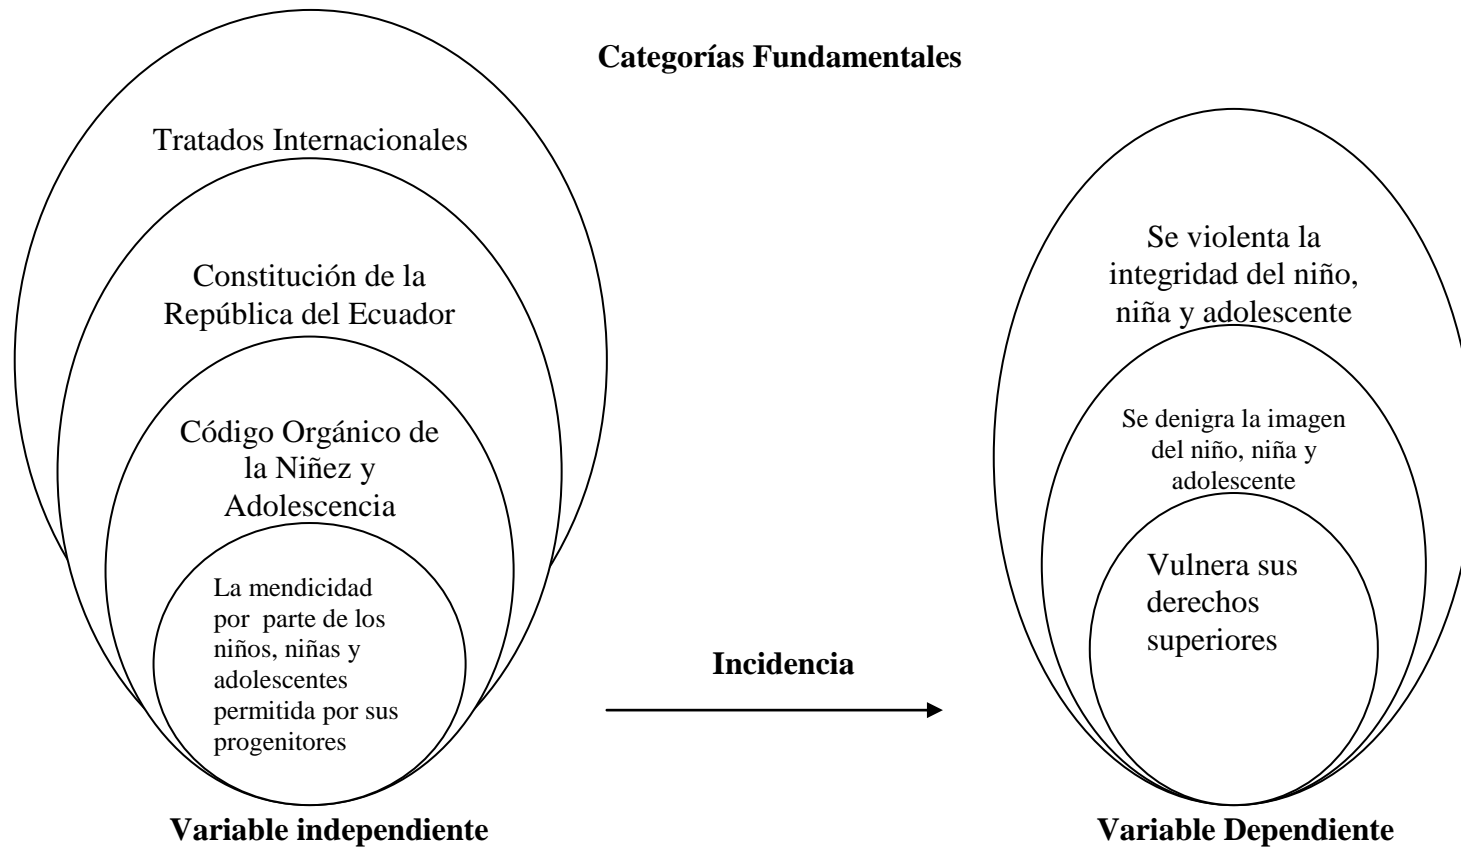 Categorías Fundamentales
Tratados Internacionales
Constitución de la
República del Ecuador
Código Orgánico de
la Niñez y
Adolescencia
La mendicidad
por parte de los
niños, niñas y
adolescentes
permitida por sus
progenitores
Variable independiente
Incidencia
Se violenta la
integridad del niño,
niña y adolescente
Se denigra la imagen
del niño, niña y
adolescente
Vulnera sus
derechos
superiores
Variable Dependiente